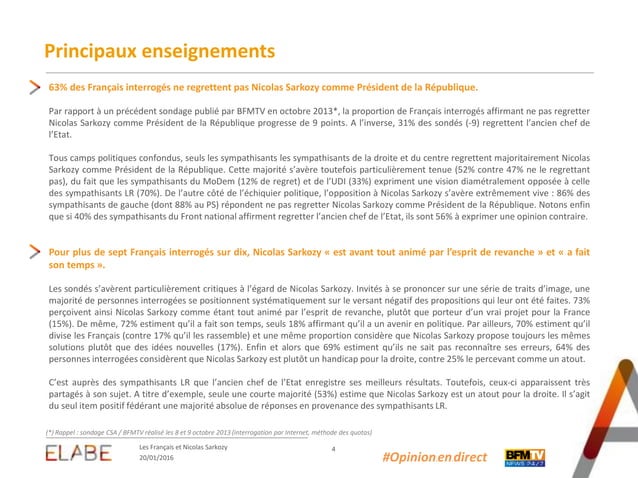 Principaux enseignements
63% des Français interrogés ne regrettent pas Nicolas Sarkozy comme Président de la République.
Par rapport à un précédent sondage publié par BFMTV en octobre 2013*, la proportion de Français interrogés affirmant ne pas regretter
Nicolas Sarkozy comme Président de la République progresse de 9 points. A l'inverse, 31% des sondés (-9) regrettent l'ancien chef de
l'Etat.
Tous camps politiques confondus, seuls les sympathisants les sympathisants de la droite et du centre regrettent majoritairement Nicolas
Sarkozy comme Président de la République. Cette majorité s'avère toutefois particulièrement tenue (52% contre 47% ne le regrettant
pas), du fait que les sympathisants du MoDem (12% de regret) et de l'UDI (33%) expriment une vision diamétralement opposée à celle
des sympathisants LR (70%). De l'autre côté de l'échiquier politique, l'opposition à Nicolas Sarkozy s'avère extrêmement vive : 86% des
sympathisants de gauche (dont 88% au PS) répondent ne pas regretter Nicolas Sarkozy comme Président de la République. Notons enfin
que si 40% des sympathisants du Front national affirment regretter l'ancien chef de l'Etat, ils sont 56% à exprimer une opinion contraire.
Pour plus de sept Français interrogés sur dix, Nicolas Sarkozy « est avant tout animé par l'esprit de revanche » et « a fait
son temps ».
Les sondés s'avèrent particulièrement critiques à l'égard de Nicolas Sarkozy. Invités à se prononcer sur une série de traits d'image, une
majorité de personnes interrogées se positionnent systématiquement sur le versant négatif des propositions qui leur ont été faites. 73%
perçoivent ainsi Nicolas Sarkozy comme étant tout animé par l'esprit de revanche, plutôt que porteur d'un vrai projet pour la France
(15%). De même, 72% estiment qu'il a fait son temps, seuls 18% affirmant qu'il a un avenir en politique. Par ailleurs, 70% estiment qu'il
divise les Français (contre 17% qu'il les rassemble) et une même proportion considère que Nicolas Sarkozy propose toujours les mêmes
solutions plutôt que des idées nouvelles (17%). Enfin et alors que 69% estiment qu'ils ne sait pas reconnaître ses erreurs, 64% des
personnes interrogées considèrent que Nicolas Sarkozy est plutôt un handicap pour la droite, contre 25% le percevant comme un atout.
C'est auprès des sympathisants LR que l'ancien chef de l'Etat enregistre ses meilleurs résultats. Toutefois, ceux-ci apparaissent très
partagés à son sujet. A titre d'exemple, seule une courte majorité (53%) estime que Nicolas Sarkozy est un atout pour la droite. Il s'agit
du seul item positif fédérant une majorité absolue de réponses en provenance des sympathisants LR.
(*) Rappel : sondage CSA / BFMTV réalisé les 8 et 9 octobre 2013 (interrogation par Internet, méthode des quotas)
ELABE
Les Français et Nicolas Sarkozy
20/01/2016
4
#Opinionendirect
BFMTV
NEWS 24/7